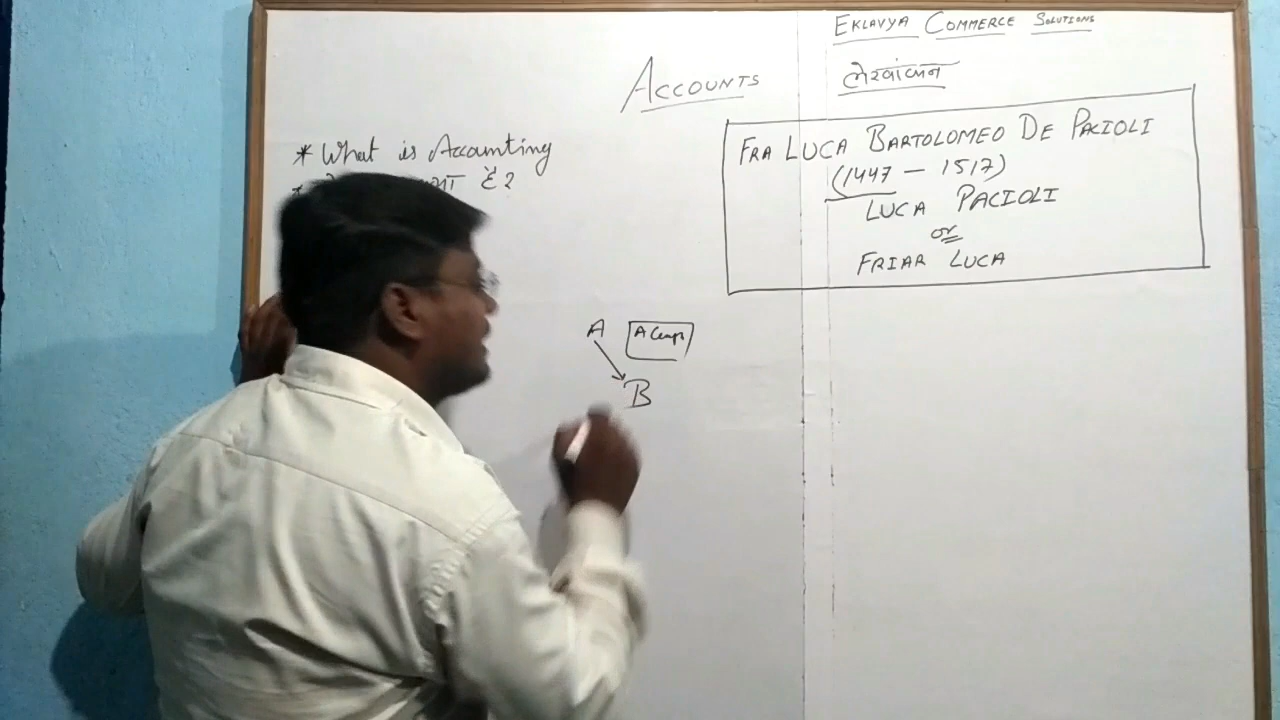 EKLAVYA COMMERCE SOLUTIONS
ACCOUNTS लेखांकन
* What is Accounting
* है?
FRA LUCA BARTOLOMEO DE PACIOLI
(1447 - 1517)
LUCA PACIOLI
or
FRIAR LUCA
A
B